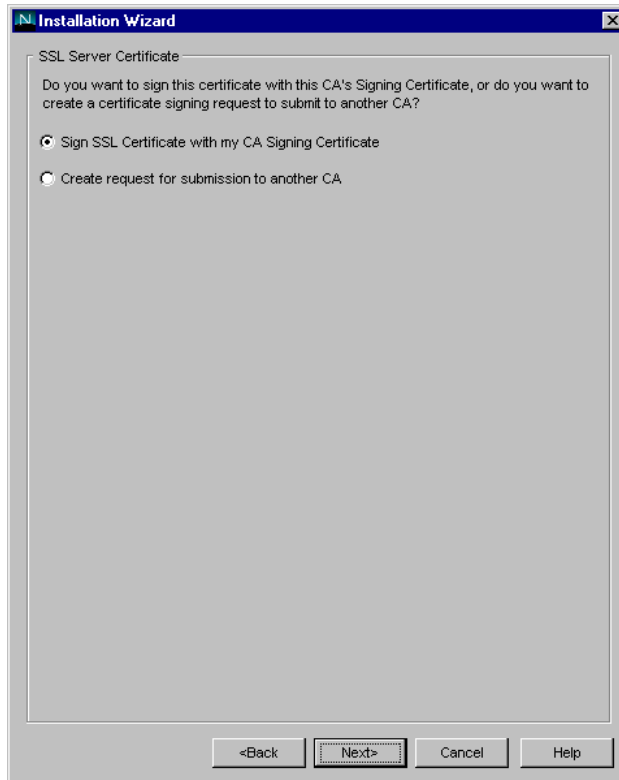 Installation Wizard
SSL Server Certificate
Do you want to sign this certificate with this CA's Signing Certificate, or do you want to
create a certificate signing request to submit to another CA?
Sign SSL Certificate with my CA Signing Certificate
Create request for submission to another CA
<Back Next> Cancel Help